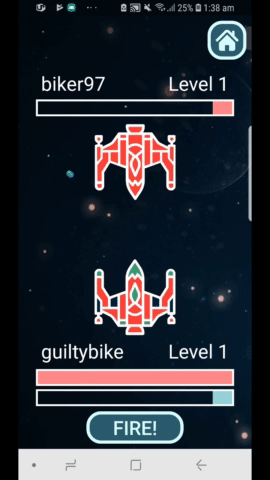 25% 1:38 am
biker97 Level 1
guiltybike Level 1
FIRE!